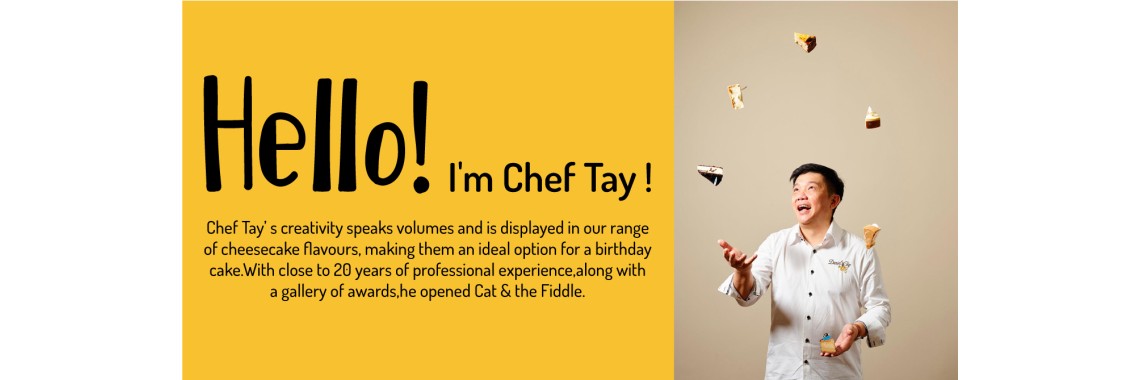 Hello! I'm Chef Tay !
Chef Tay' s creativity speaks volumes and is displayed in our range
of cheesecake flavours, making them an ideal option for a birthday
cake.With close to 20 years of professional experience,along with
a gallery of awards,he opened Cat & the Fiddle.